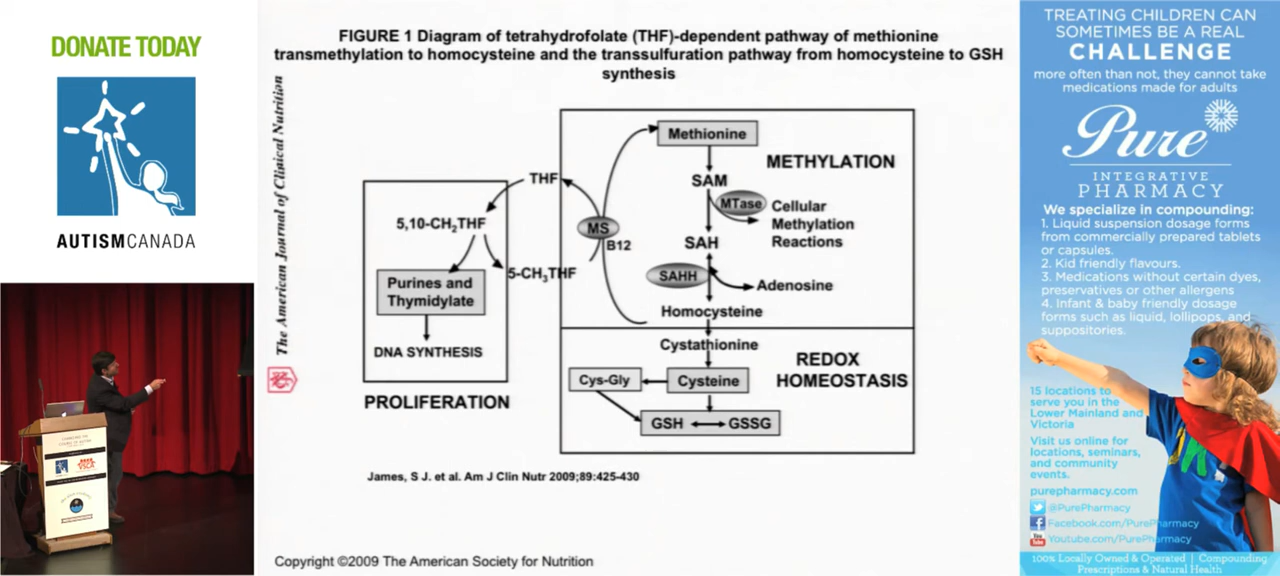 DONATE TODAY
AUTISMCANADA
FIGURE 1 Diagram of tetrahydrofolate (THF)-dependent pathway of methionine
transmethylation to homocysteine and the transsulfuration pathway from homocysteine to GSH
synthesis
The American Journal of Clinical Nutrition
Methionine
METHYLATION
SAM
MTase
Cellular
Methylation
Reactions
SAH
SAHH
Adenosine
Homocysteine
THF
MS
B12
5,10-CH₂THF
5-CH₃THF
Purines and
Thymidylate
DNA SYNTHESIS
PROLIFERATION
Cystathionine
REDOX
HOMEOSTASIS
Cys-Gly
Cysteine
GSH
GSSG
James, S J. et al. Am J Clin Nutr 2009;89:425-430
Copyright ©2009 The American Society for Nutrition
TREATING CHILDREN CAN
SOMETIMES BE A REAL
CHALLENGE
more often than not, they cannot take
medications made for adults
Pure
INTEGRATIVE
PHARMACY
We specialize in compounding:
1. Liquid suspension dosage forms
from commercially prepared tablets
or capsules.
2. Kid friendly flavours.
3. Medications without certain dyes,
preservatives or other allergens
4. Infant & baby friendly dosage
forms such as liquid, lollipops, and
suppositories.
15 locations to
serve you in the
Lower Mainland and
Victoria
Visit us online for
locations, seminars,
and community
events.
purepharmacy.com
@PurePharmacy
Facebook.com/PurePharmacy
You
Tube
Youtube.com/PurePharmacy
100% Locally Owned & Operated | Compounding
Prescriptions & Natural Health